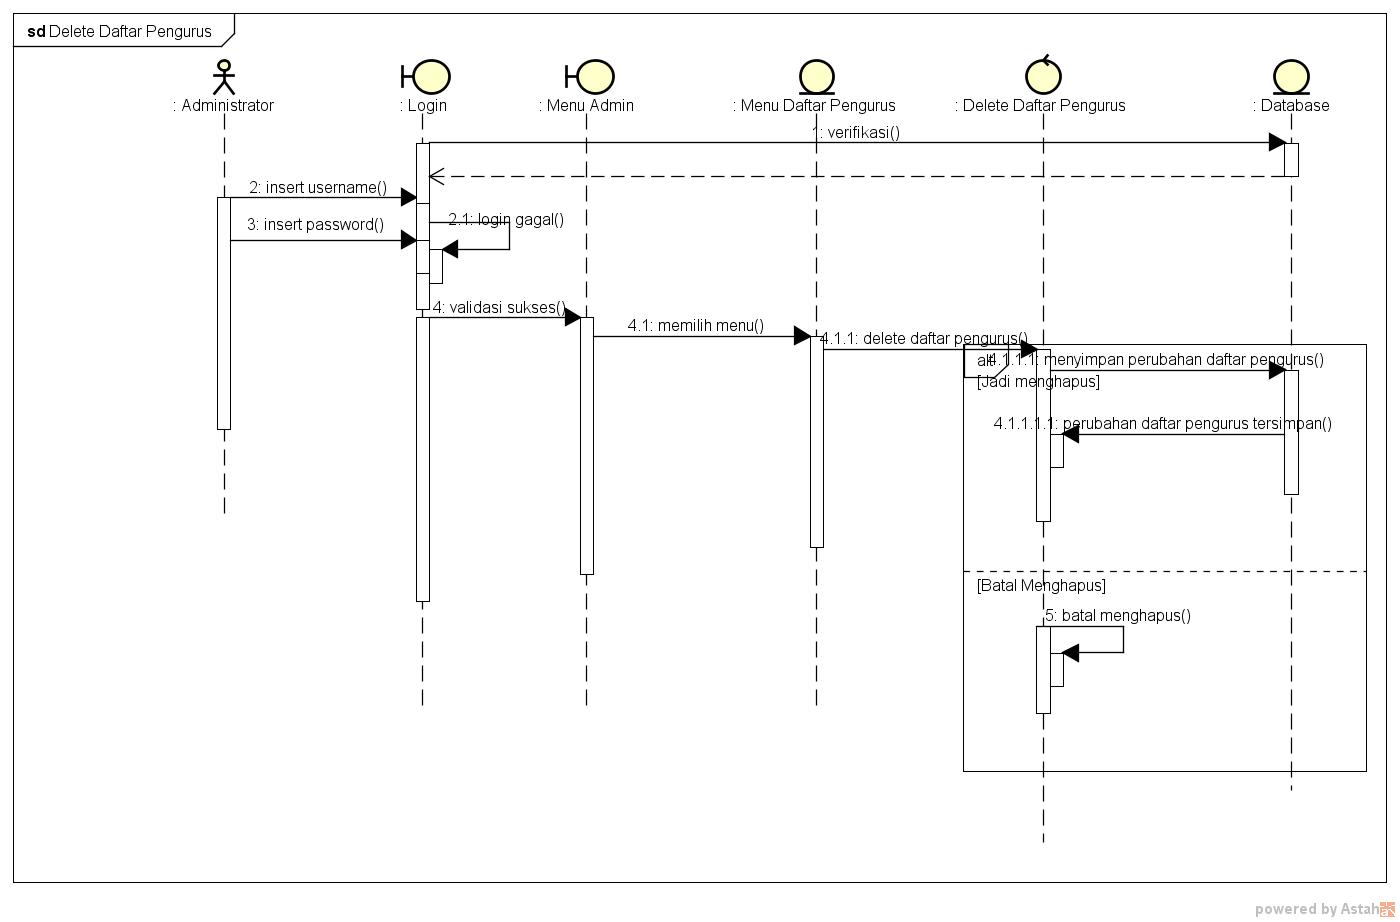 sd Delete Daftar Pengurus
: Administrator
: Login
: Menu Admin
: Menu Daftar Pengurus
: Delete Daftar Pengurus
: Database
1: verifikasi()
2: insert username()
2.1: login gagal()
3: insert password()
4: validasi sukses()
4.1: memilih menu()
4.1.1: delete daftar pengurus()
alt
4.1.1.1: menyimpan perubahan daftar pengurus()
[Jadi menghapus]
4.1.1.1.1: perubahan daftar pengurus tersimpan()
[Batal Menghapus]
5: batal menghapus()
powered by Astah